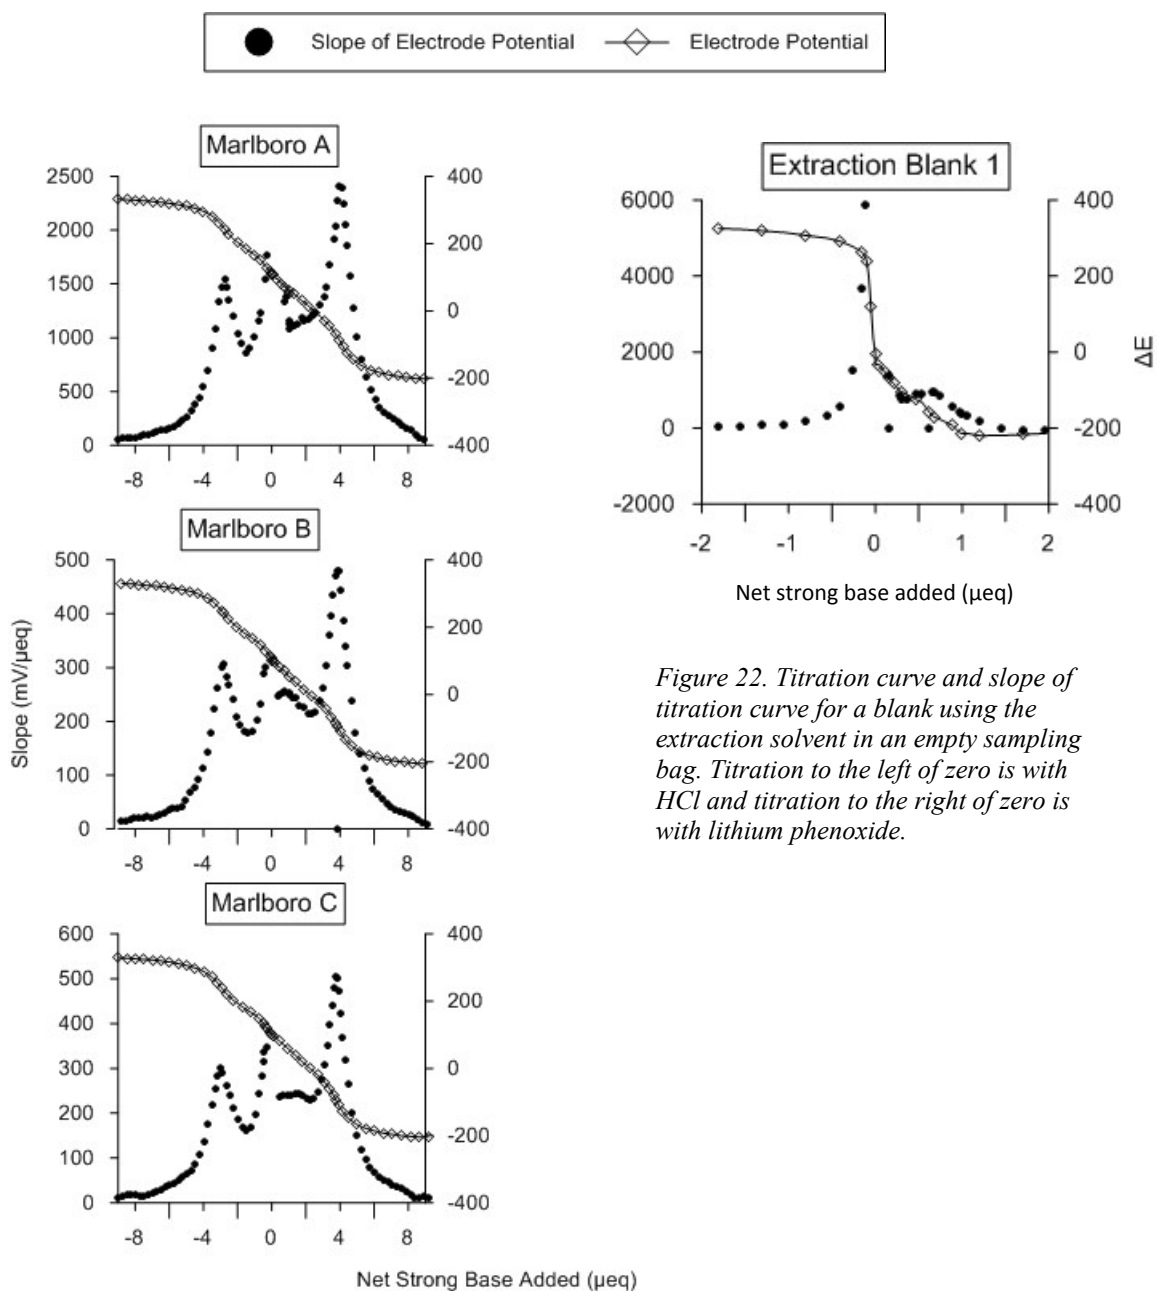 Slope of Electrode Potential Electrode Potential
Marlboro A
2500
2000
1500
1000
500
0
400
200
0
-200
-400
-8 -4 0 4 8
Marlboro B
500
400
300
200
100
0
400
200
0
-200
-400
-8 -4 0 4 8
Slope (mV/µeq)
Marlboro C
600
500
400
300
200
100
0
400
200
0
-200
-400
-8 -4 0 4 8
Net Strong Base Added (µeq)
Extraction Blank 1
6000
4000
2000
0
-2000
400
200
0
-200
-400
ΔE
-2 -1 0 1 2
Net strong base added (µeq)
Figure 22. Titration curve and slope of
titration curve for a blank using the
extraction solvent in an empty sampling
bag. Titration to the left of zero is with
HCl and titration to the right of zero is
with lithium phenoxide.